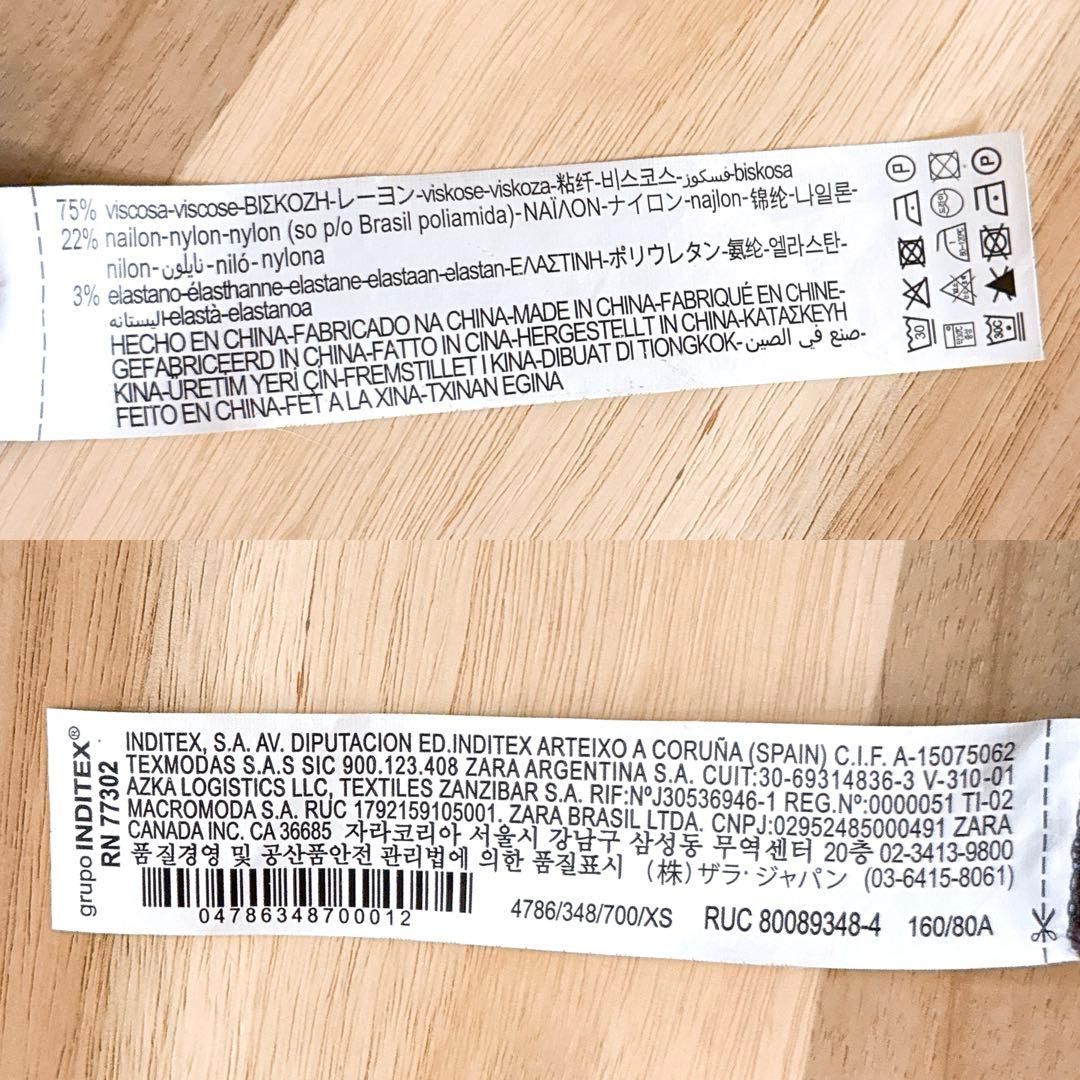 75% viscosa-viscose-ΒΙΣΚΟΖΗ-レーヨン-viskose-viskoza-粘纤-비스코스-فسكوز-biskosa
22% nailon-nylon-nylon (so p/o Brasil poliamida)-ΝΑΪΛΟΝ-ナイロン-najlon-锦纶-나일론-
nilon-نايلون-niló-nylona
3% elastano-élasthanne-elastane-elastaan-elastan-ΕΛΑΣΤΙΝΗ-ポリウレタン-氨纶-엘라스탄-
اليستانه-elastà-elastanoa
HECHO EN CHINA-FABRICADO NA CHINA-MADE IN CHINA-FABRIQUÉ EN CHINE-
GEFABRICEERD IN CHINA-FATTO IN CINA-HERGESTELLT IN CHINA-ΚΑΤΑΣΚΕΥΗ
ΚΙΝΑ-ÜRETİM YERİ ÇIN-FREMSTILLET I KINA-DIBUAT DI TIONGKOK-صنع في الصين-
FEITO EN CHINA-FET A LA XINA-TXINAN EGINA
P
P
30
30C
grupo INDITEX®
RN 77302
INDITEX, S.A. AV. DIPUTACION ED.INDITEX ARTEIXO A CORUÑA (SPAIN) C.I.F. A-15075062
TEXMODAS S.A.S SIC 900.123.408 ZARA ARGENTINA S.A. CUIT:30-69314836-3 V-310-01
AZKA LOGISTICS LLC, TEXTILES ZANZIBAR S.A. RIF:NºJ30536946-1 REG.Nº:0000051 TI-02
MACROMODA S.A. RUC 1792159105001. ZARA BRASIL LTDA. CNPJ:02952485000491 ZARA
CANADA INC. CA 36685 자라코리아 서울시 강남구 삼성동 무역센터 20층 02-3413-9800
품질경영 및 공산품안전 관리법에 의한 품질표시 (株)ザラ・ジャパン (03-6415-8061)
04786348700012
4786/348/700/XS RUC 80089348-4 160/80A